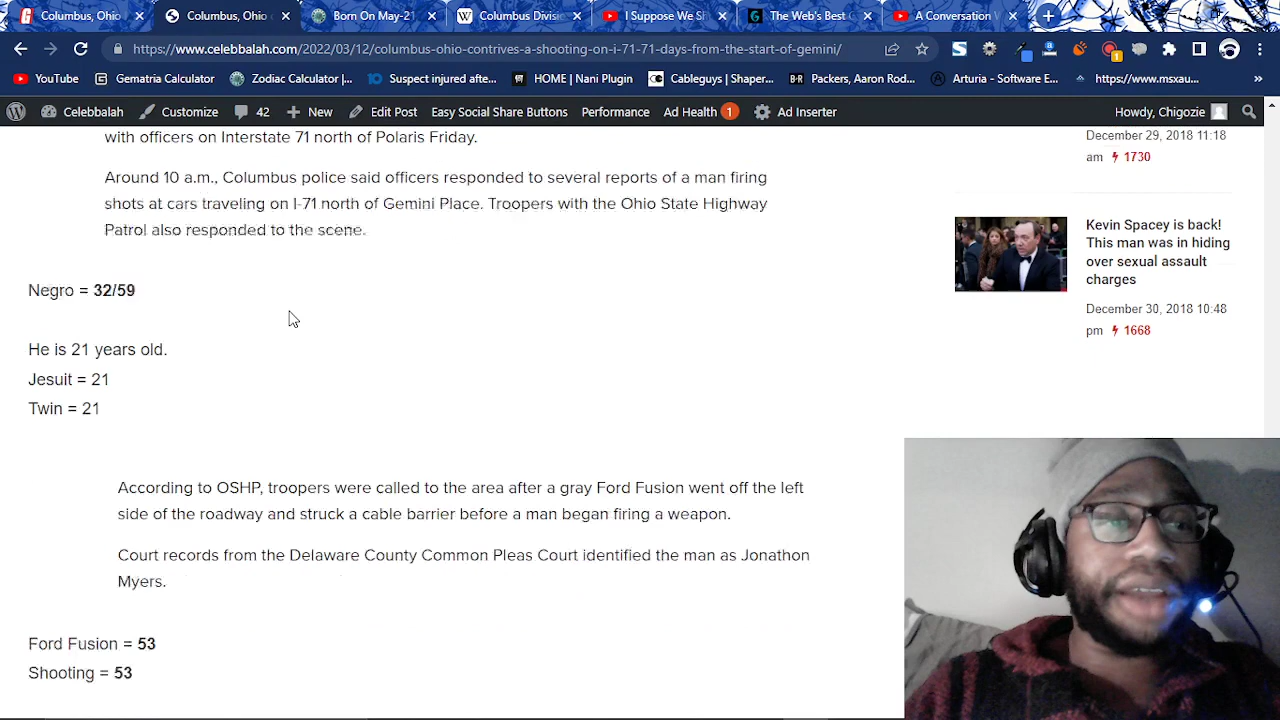 Columbus, Ohio
Columbus, Ohio
Born On May-21
Columbus Divisi
I Suppose We Sh
The Web's Best
A Conversation
https://www.celebbalah.com/2022/03/12/columbus-ohio-contrives-a-shooting-on-i-71-71-days-from-the-start-of-gemini/
YouTube
Gematria Calculator
Zodiac Calculator |...
Suspect injured afte...
HOME | Nani Plugin
Cableguys | Shaper...
Packers, Aaron Rod...
Arturia - Software E...
https://www.msxau...
Celebbalah
Customize
42
New
Edit Post
Easy Social Share Buttons
Performance
Ad Health 1
Ad Inserter
Howdy, Chigozie
with officers on Interstate 71 north of Polaris Friday.
Around 10 a.m., Columbus police said officers responded to several reports of a man firing
shots at cars traveling on I-71 north of Gemini Place. Troopers with the Ohio State Highway
Patrol also responded to the scene.
Negro = 32/59
He is 21 years old.
Jesuit = 21
Twin = 21
According to OSHP, troopers were called to the area after a gray Ford Fusion went off the left
side of the roadway and struck a cable barrier before a man began firing a weapon.
Court records from the Delaware County Common Pleas Court identified the man as Jonathon
Myers.
Ford Fusion = 53
Shooting = 53
December 29, 2018 11:18
am 1730
Kevin Spacey is back!
This man was in hiding
over sexual assault
charges
December 30, 2018 10:48
pm 1668